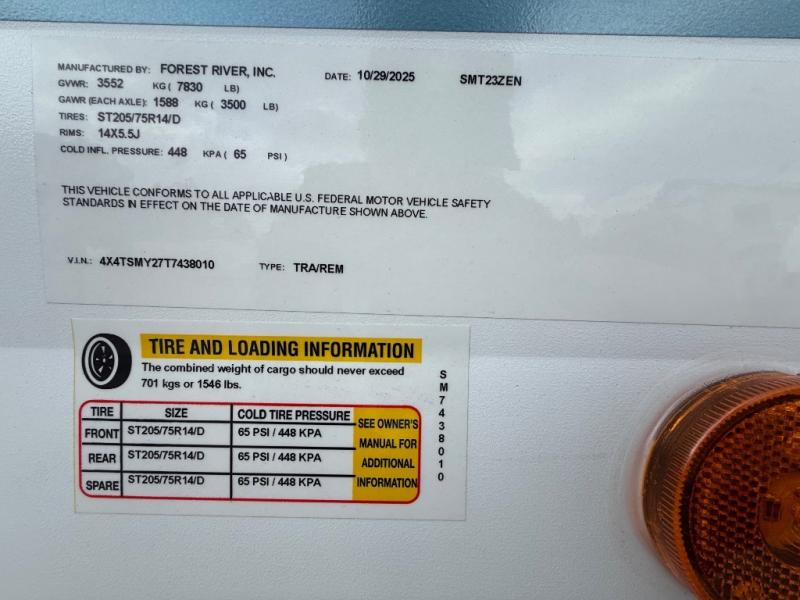 MANUFACTURED BY: FOREST RIVER, INC. DATE: 10/29/2025 SMT23ZEN
GVWR: 3552 KG ( 7830 LB)
GAWR (EACH AXLE): 1588 KG ( 3500 LB)
TIRES: ST205/75R14/D
RIMS: 14X5.5J
COLD INFL. PRESSURE: 448 KPA ( 65 PSI )
THIS VEHICLE CONFORMS TO ALL APPLICABLE U.S. FEDERAL MOTOR VEHICLE SAFETY
STANDARDS IN EFFECT ON THE DATE OF MANUFACTURE SHOWN ABOVE.
V.I.N.: 4X4TSMY27T7438010 TYPE: TRA/REM
TIRE AND LOADING INFORMATION
The combined weight of cargo should never exceed
701 kgs or 1546 lbs.
TIRE SIZE COLD TIRE PRESSURE
FRONT ST205/75R14/D 65 PSI / 448 KPA
REAR ST205/75R14/D 65 PSI / 448 KPA
SPARE ST205/75R14/D 65 PSI / 448 KPA
SEE OWNER'S
MANUAL FOR
ADDITIONAL
INFORMATION
SM7438010